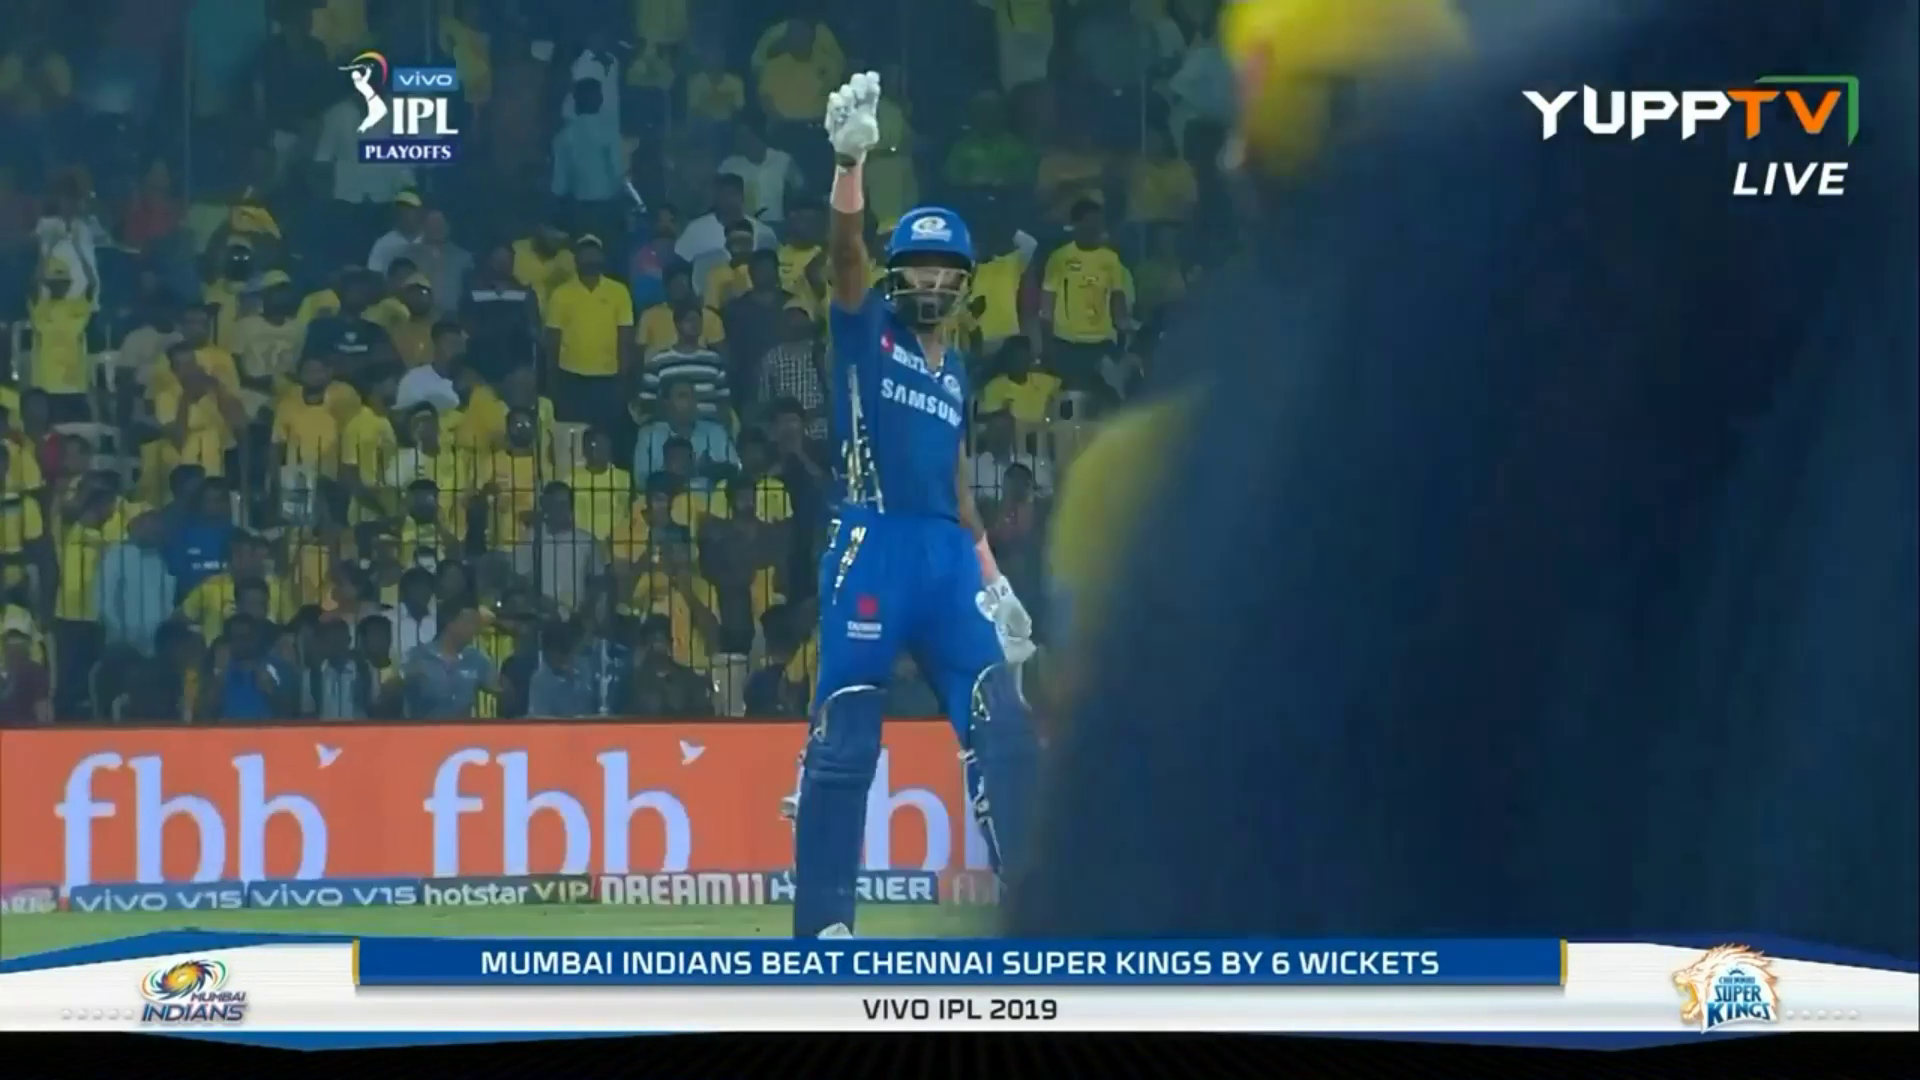 vivo
IPL
PLAYOFFS
YUPPTV
LIVE
SAMSUNG
fbb fbb
VIVO V15 VIVO V15 hotstar VIP DREAM11
MUMBAI INDIANS BEAT CHENNAI SUPER KINGS BY 6 WICKETS
VIVO IPL 2019
MUMBAI
INDIANS
CHENNAI
SUPER
KINGS